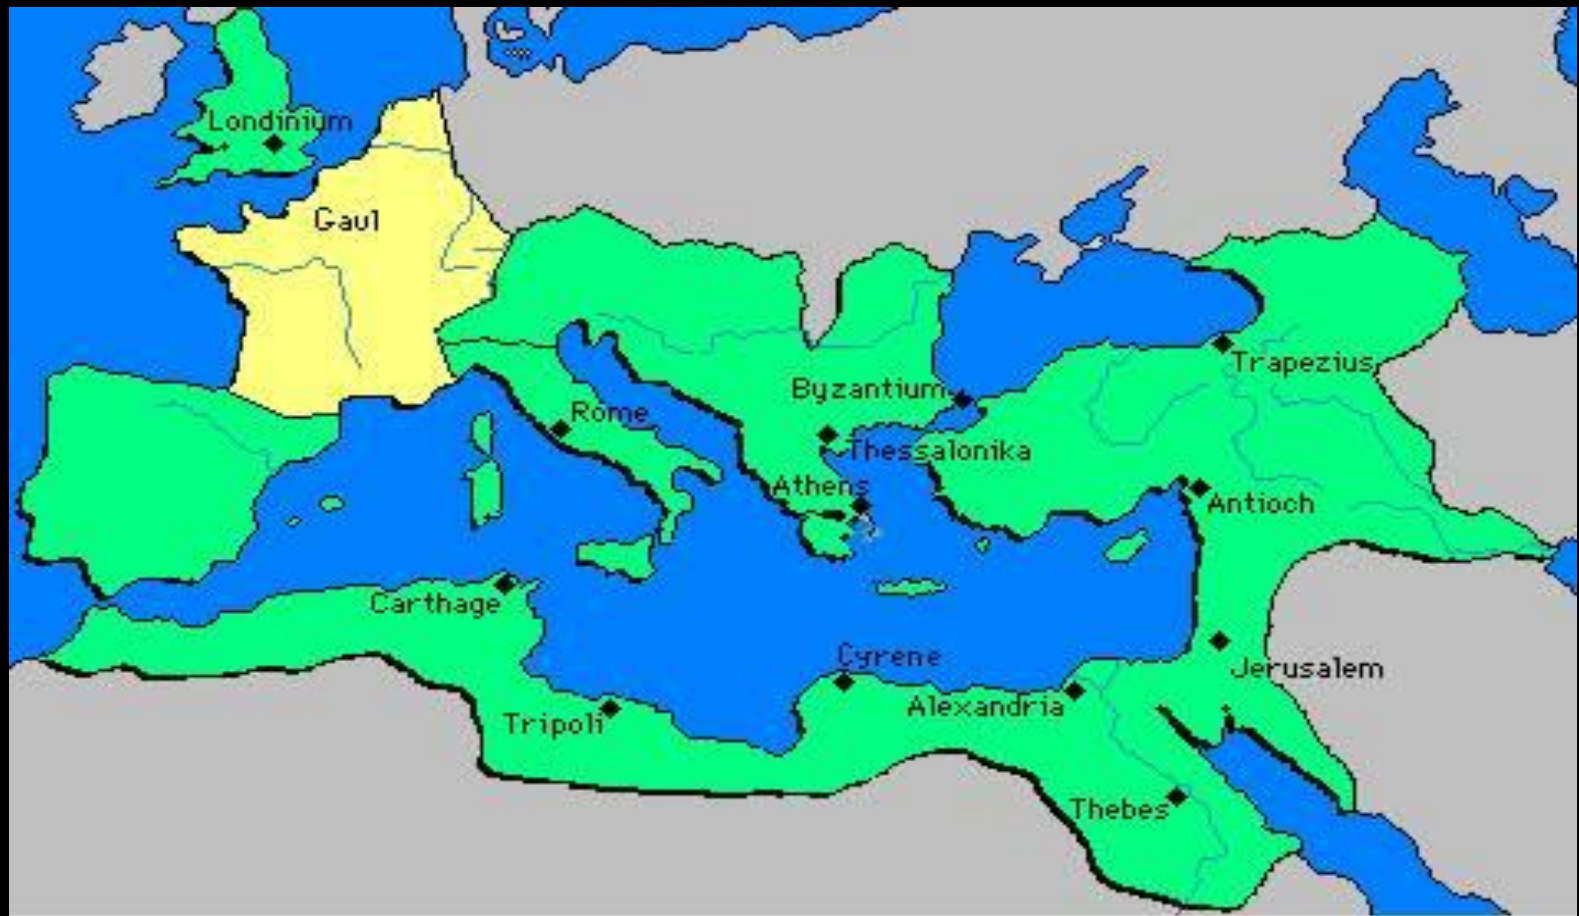 Londinium
Gaul
Trapezius
Byzantium
Rome
Thessalonika
Athens
Antioch
Carthage
Cyrene
Jerusalem
Alexandria
Tripoli
Thebes